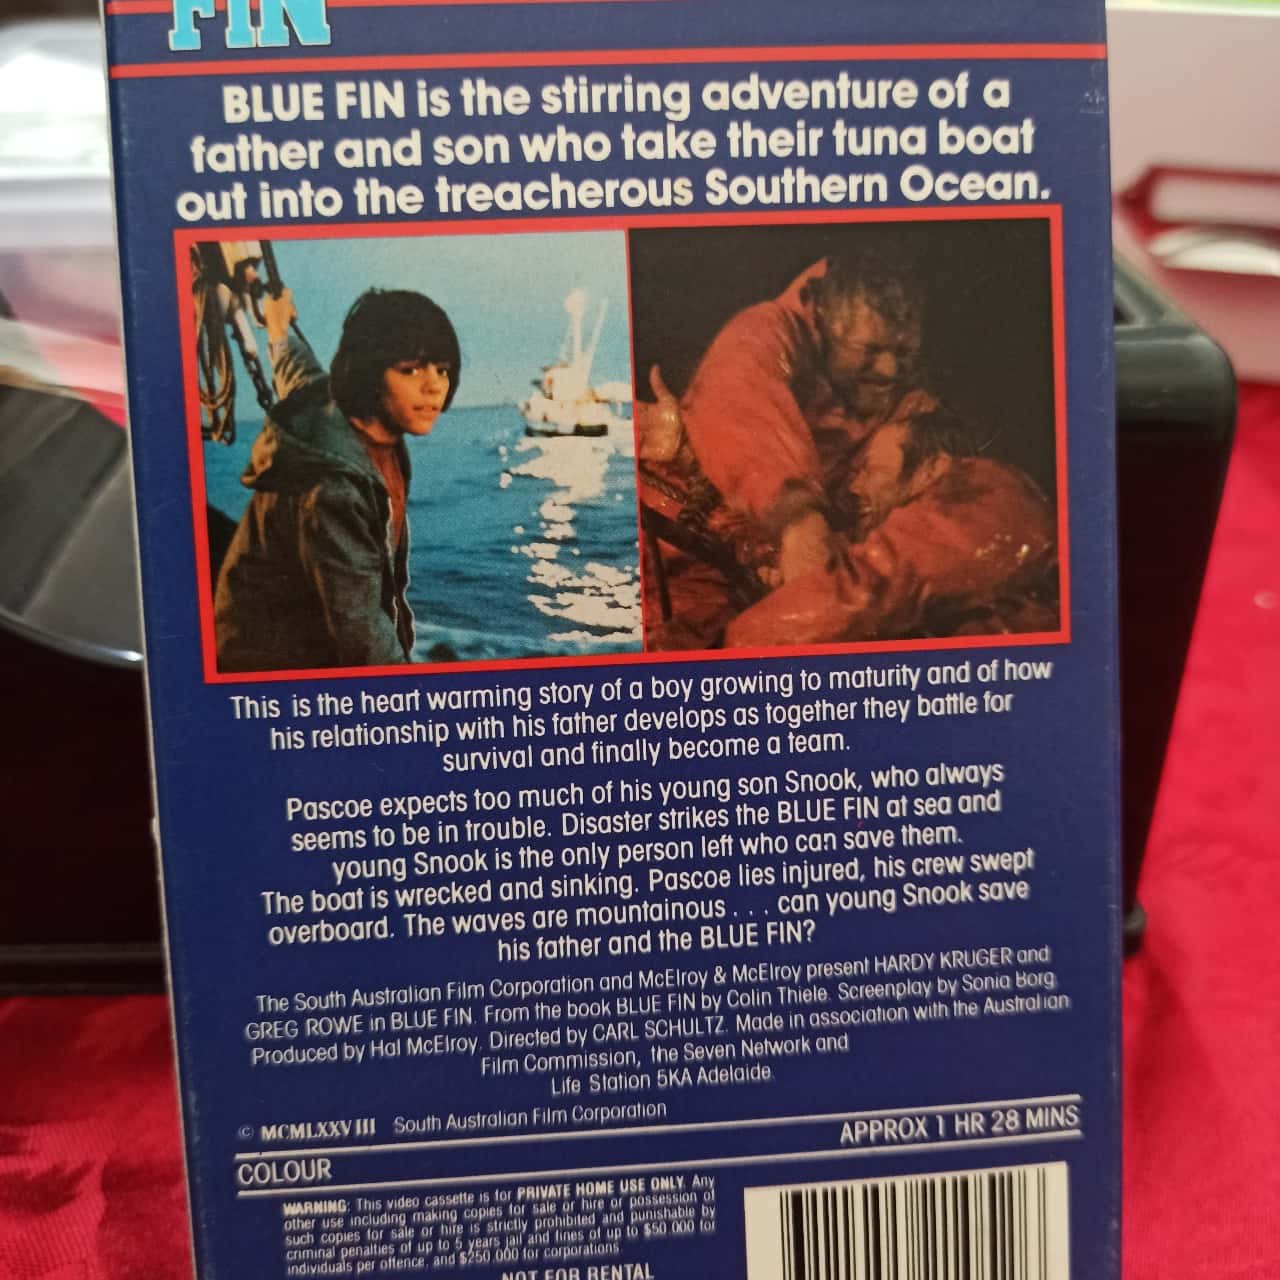 FIN
BLUE FIN is the stirring adventure of a
father and son who take their tuna boat
out into the treacherous Southern Ocean.
This is the heart warming story of a boy growing to maturity and of how
his relationship with his father develops as together they battle for
survival and finally become a team.
Pascoe expects too much of his young son Snook, who always
seems to be in trouble. Disaster strikes the BLUE FIN at sea and
young Snook is the only person left who can save them.
The boat is wrecked and sinking. Pascoe lies injured, his crew swept
overboard. The waves are mountainous . . . can young Snook save
his father and the BLUE FIN?
The South Australian Film Corporation and McElroy & McElroy present HARDY KRUGER and
GREG ROWE in BLUE FIN. From the book BLUE FIN by Colin Thiele. Screenplay by Sonia Borg.
Produced by Hal McElroy. Directed by CARL SCHULTZ. Made in association with the Australian
Film Commission, the Seven Network and
Life Station 5KA Adelaide.
© MCMLXXVIII South Australian Film Corporation
APPROX 1 HR 28 MINS
COLOUR
WARNING: This video cassette is for PRIVATE HOME USE ONLY. Any
other use including making copies for sale or hire or possession of
such copies for sale or hire is strictly prohibited and punishable by
criminal penalties of up to 5 years jail and fines of up to $50 000 for
individuals per offence, and $250 000 for corporations.
NOT FOR RENTAL